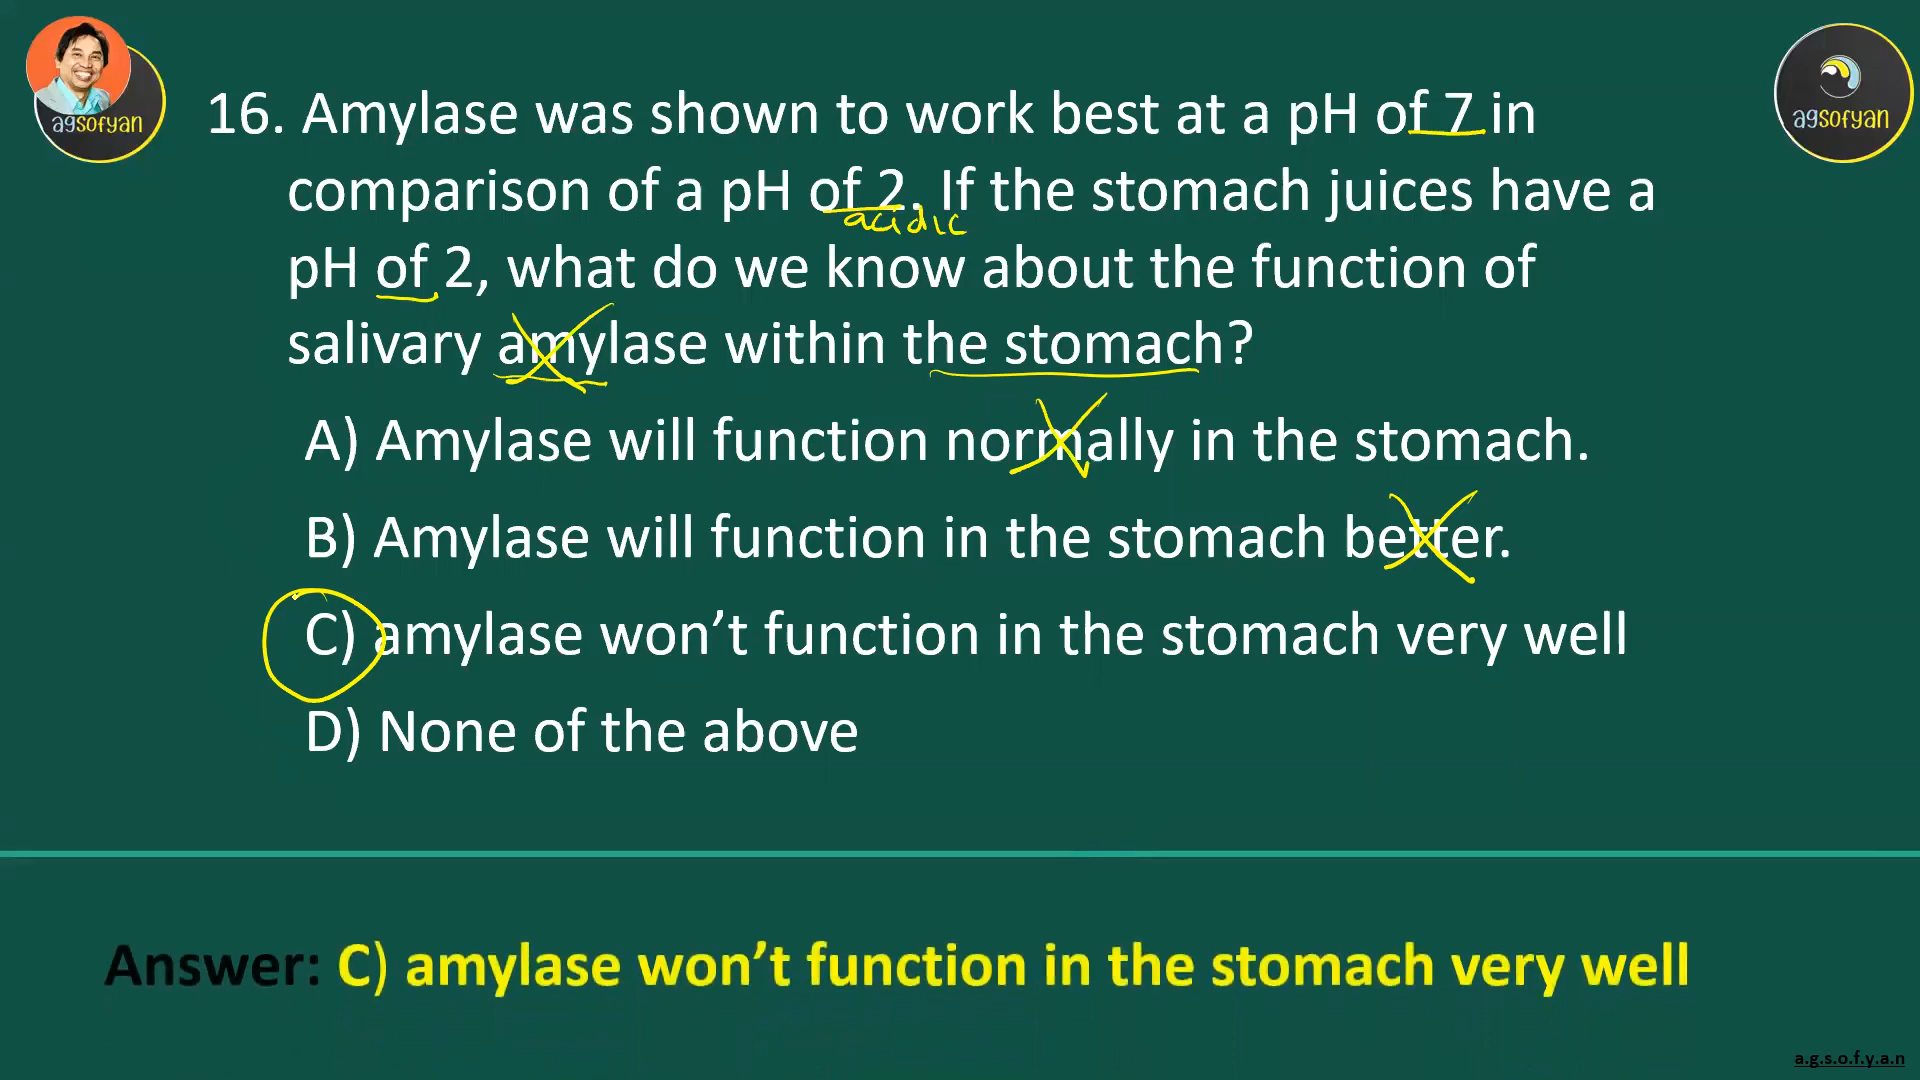 agsofyan
agsofyan
16. Amylase was shown to work best at a pH of 7 in
comparison of a pH of 2. If the stomach juices have a
acidic
pH of 2, what do we know about the function of
salivary amylase within the stomach?
A) Amylase will function normally in the stomach.
B) Amylase will function in the stomach better.
C) amylase won’t function in the stomach very well
D) None of the above
Answer: C) amylase won’t function in the stomach very well
a.g.s.o.f.y.a.n